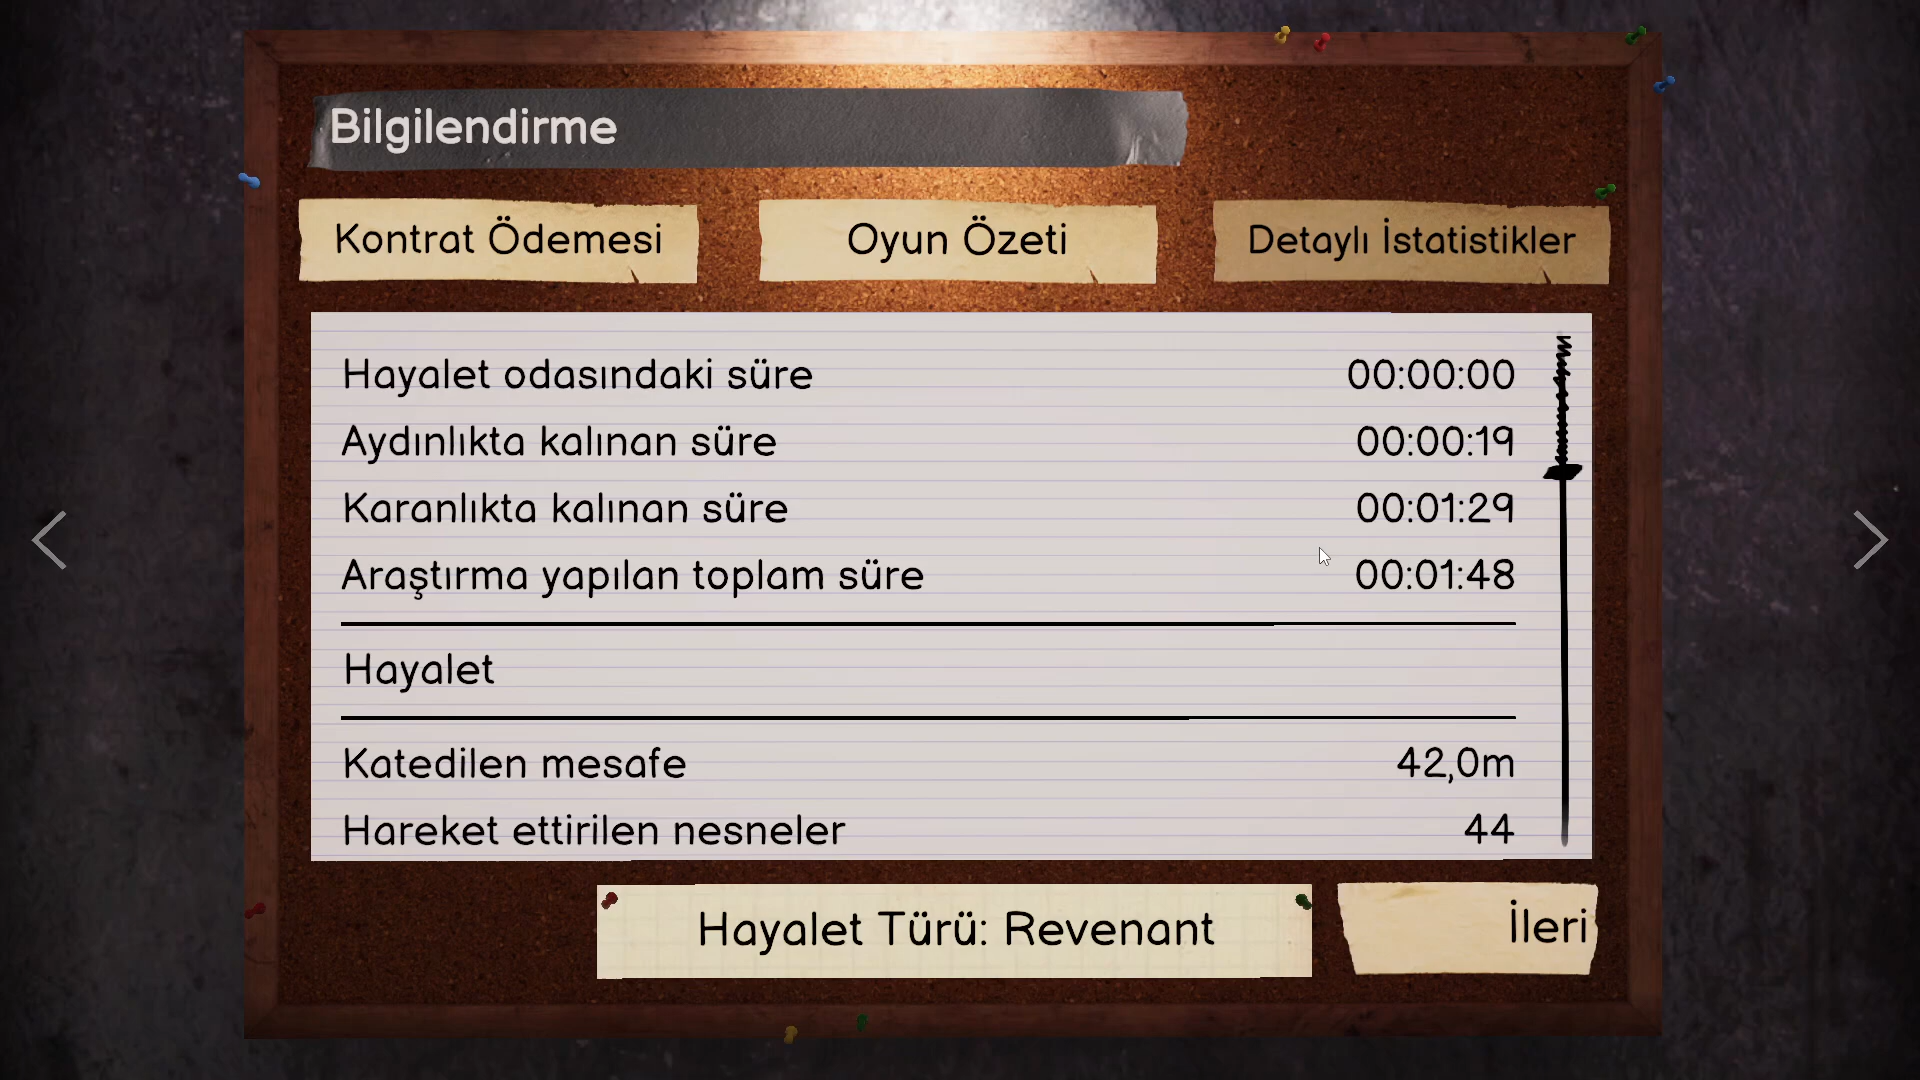 Bilgilendirme
Kontrat Ödemesi
Oyun Özeti
Detaylı İstatistikler
Hayalet odasındaki süre 00:00:00
Aydınlıkta kalınan süre 00:00:19
Karanlıkta kalınan süre 00:01:29
Araştırma yapılan toplam süre 00:01:48
Hayalet
Katedilen mesafe 42,0m
Hareket ettirilen nesneler 44
Hayalet Türü: Revenant
İleri